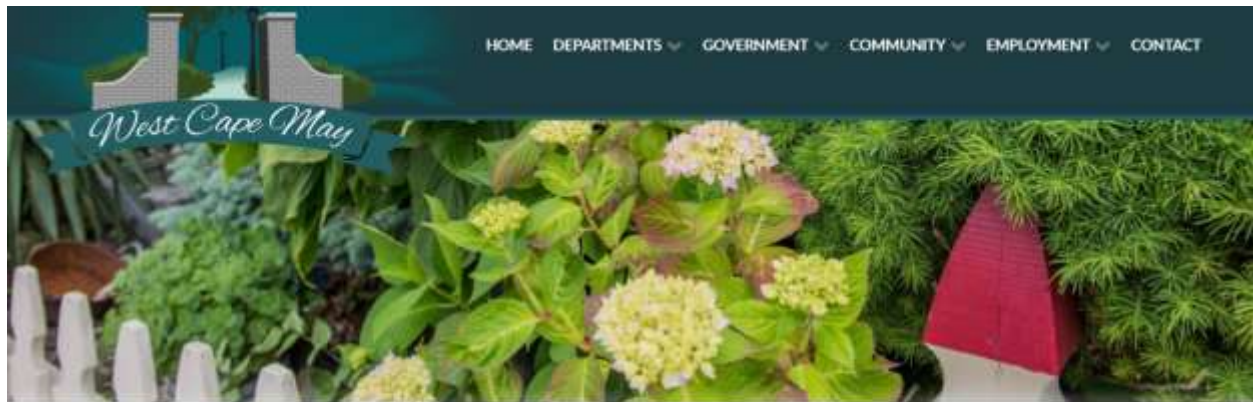 HOME DEPARTMENTS GOVERNMENT COMMUNITY EMPLOYMENT CONTACT
West Cape May